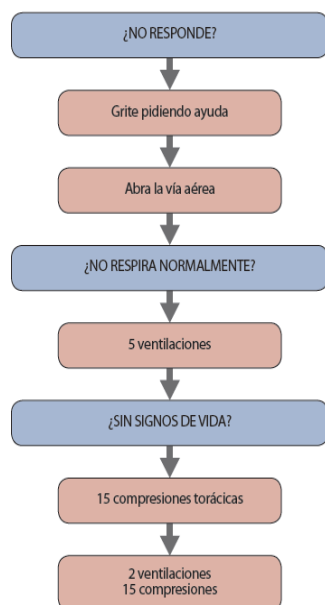 ¿NO RESPONDE?
Grite pidiendo ayuda
Abra la vía aérea
¿NO RESPIRA NORMALMENTE?
5 ventilaciones
¿SIN SIGNOS DE VIDA?
15 compresiones torácicas
2 ventilaciones
15 compresiones